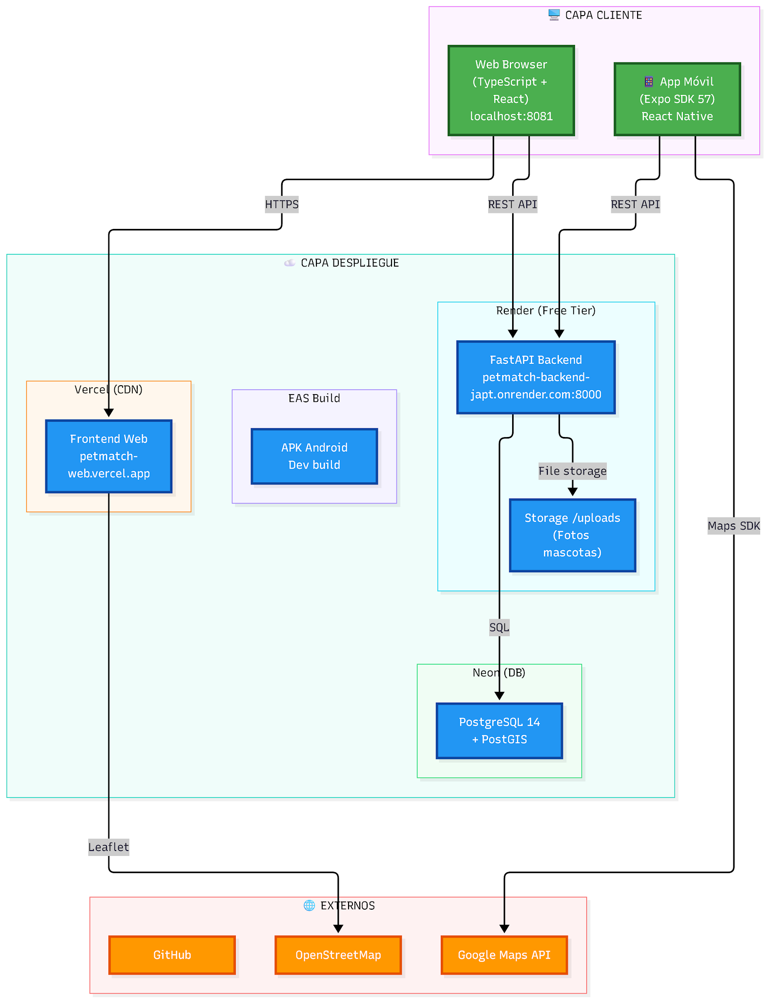 CAPA CLIENTE
Web Browser
(TypeScript +
React)
localhost:8081
App Móvil
(Expo SDK 57)
React Native
HTTPS
REST API
REST API
CAPA DESPLIEGUE
Render (Free Tier)
FastAPI Backend
petmatch-backend-
japt.onrender.com:8000
Vercel (CDN)
Frontend Web
petmatch-
web.vercel.app
EAS Build
APK Android
Dev build
File storage
Storage /uploads
(Fotos
mascotas)
Maps SDK
SQL
Neon (DB)
PostgreSQL 14
+ PostGIS
Leaflet
EXTERNOS
GitHub
OpenStreetMap
Google Maps API